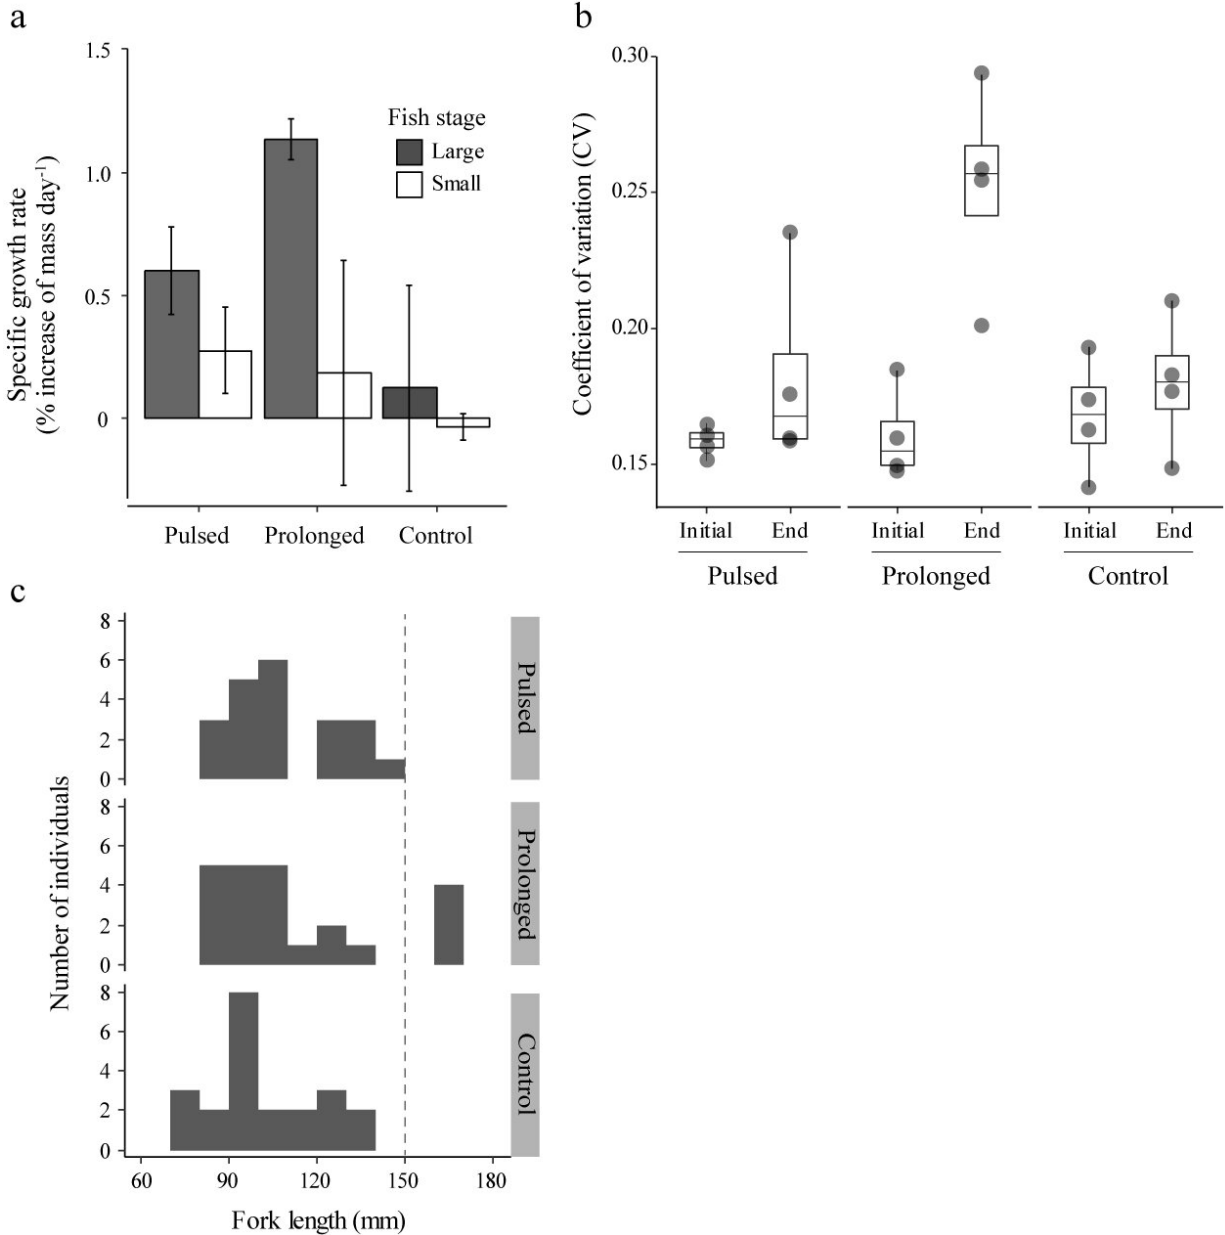 a
Specific growth rate
(% increase of mass day⁻¹)
1.5
1.0
0.5
0
Fish stage
Large
Small
Pulsed Prolonged Control
b
Coefficient of variation (CV)
0.30
0.25
0.20
0.15
Initial End Initial End Initial End
Pulsed Prolonged Control
c
Number of individuals
8
6
4
2
0
Pulsed
8
6
4
2
0
Prolonged
8
6
4
2
0
Control
60 90 120 150 180
Fork length (mm)